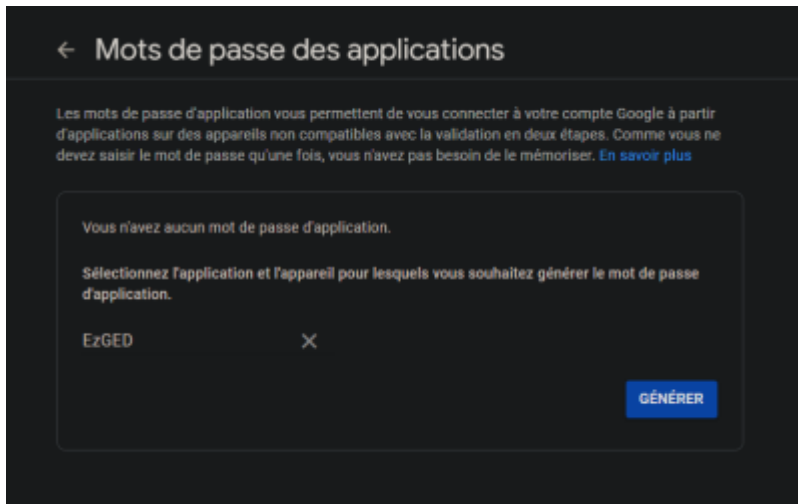 ← Mots de passe des applications
Les mots de passe d'application vous permettent de vous connecter à votre compte Google à partir
d'applications sur des appareils non compatibles avec la validation en deux étapes. Comme vous ne
devez saisir le mot de passe qu'une fois, vous n'avez pas besoin de le mémoriser. En savoir plus
Vous n'avez aucun mot de passe d'application.
Sélectionnez l'application et l'appareil pour lesquels vous souhaitez générer le mot de passe
d'application.
EzGED
GÉNÉRER